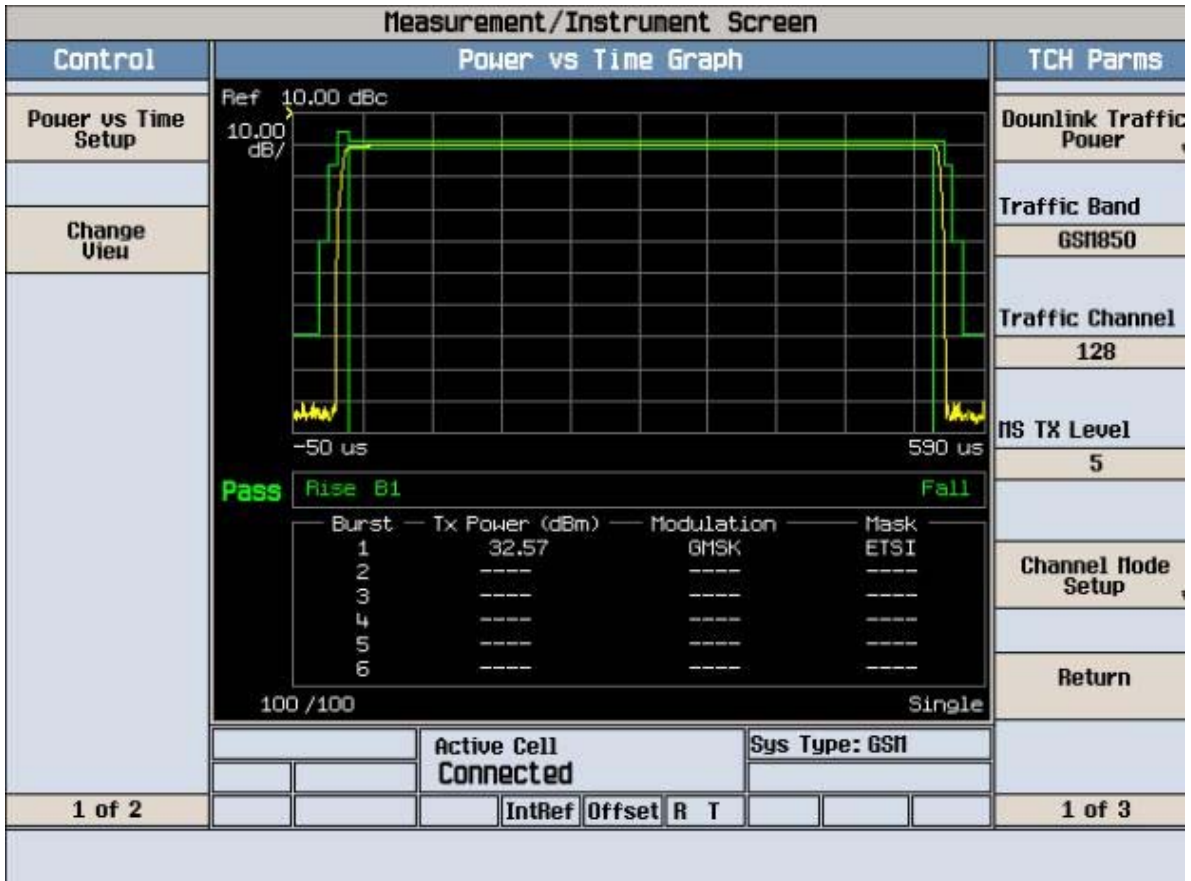 Measurement/Instrument Screen
Control
Power vs Time Setup
Change View
1 of 2
Power vs Time Graph
Ref 10.00 dBc
10.00 dB/
-50 us
590 us
Pass
Rise B1
Fall
Burst Tx Power (dBm) Modulation Mask
1 32.57 GMSK ETSI
2 ---- ---- ----
3 ---- ---- ----
4 ---- ---- ----
5 ---- ---- ----
6 ---- ---- ----
100 /100
Single
Active Cell
Connected
Sys Type: GSM
IntRef Offset R T
TCH Parms
Downlink Traffic Power
Traffic Band
GSM850
Traffic Channel
128
MS TX Level
5
Channel Mode Setup
Return
1 of 3